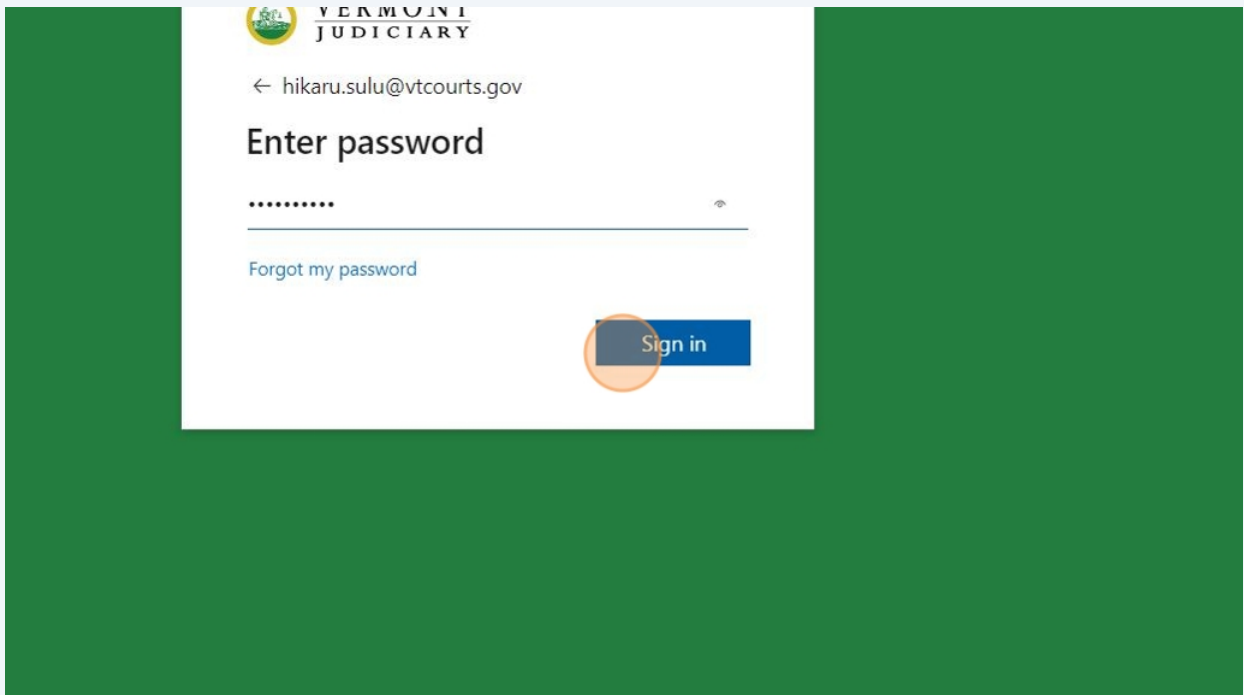 VERMONT
JUDICIARY
← hikaru.sulu@vtcourts.gov
Enter password
••••••••••
Forgot my password
Sign in